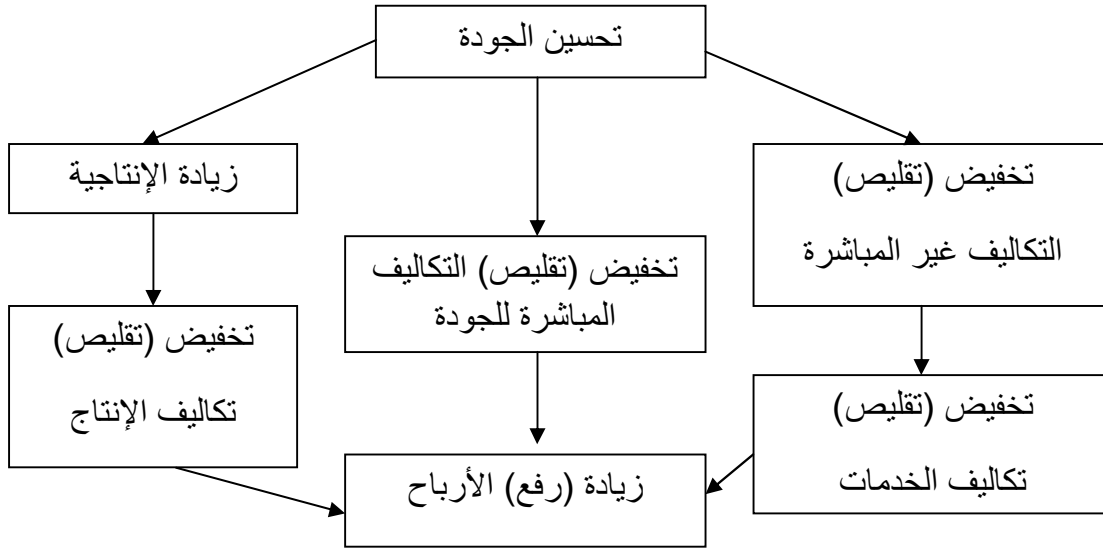 تحسين الجودة
تخفيض (تقليص)
التكاليف غير المباشرة
زيادة الإنتاجية
تخفيض (تقليص) التكاليف
المباشرة للجودة
تخفيض (تقليص)
تكاليف الخدمات
تخفيض (تقليص)
تكاليف الإنتاج
زيادة (رفع) الأرباح